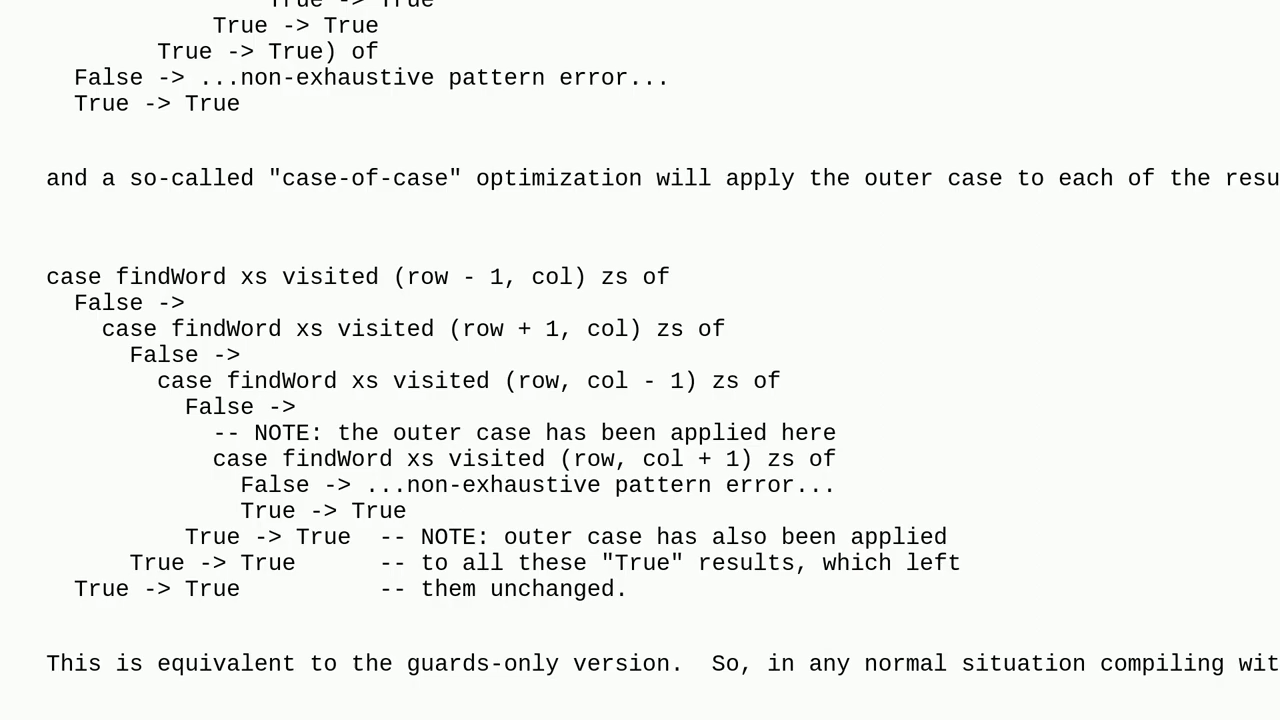 True -> True
True -> True
True -> True) of
False -> ...non-exhaustive pattern error...
True -> True
and a so-called "case-of-case" optimization will apply the outer case to each of the resu
case findWord xs visited (row - 1, col) zs of
False ->
case findWord xs visited (row + 1, col) zs of
False ->
case findWord xs visited (row, col - 1) zs of
False ->
-- NOTE: the outer case has been applied here
case findWord xs visited (row, col + 1) zs of
False -> ...non-exhaustive pattern error...
True -> True
True -> True  -- NOTE: outer case has also been applied
True -> True      -- to all these "True" results, which left
True -> True          -- them unchanged.
This is equivalent to the guards-only version.  So, in any normal situation compiling wit